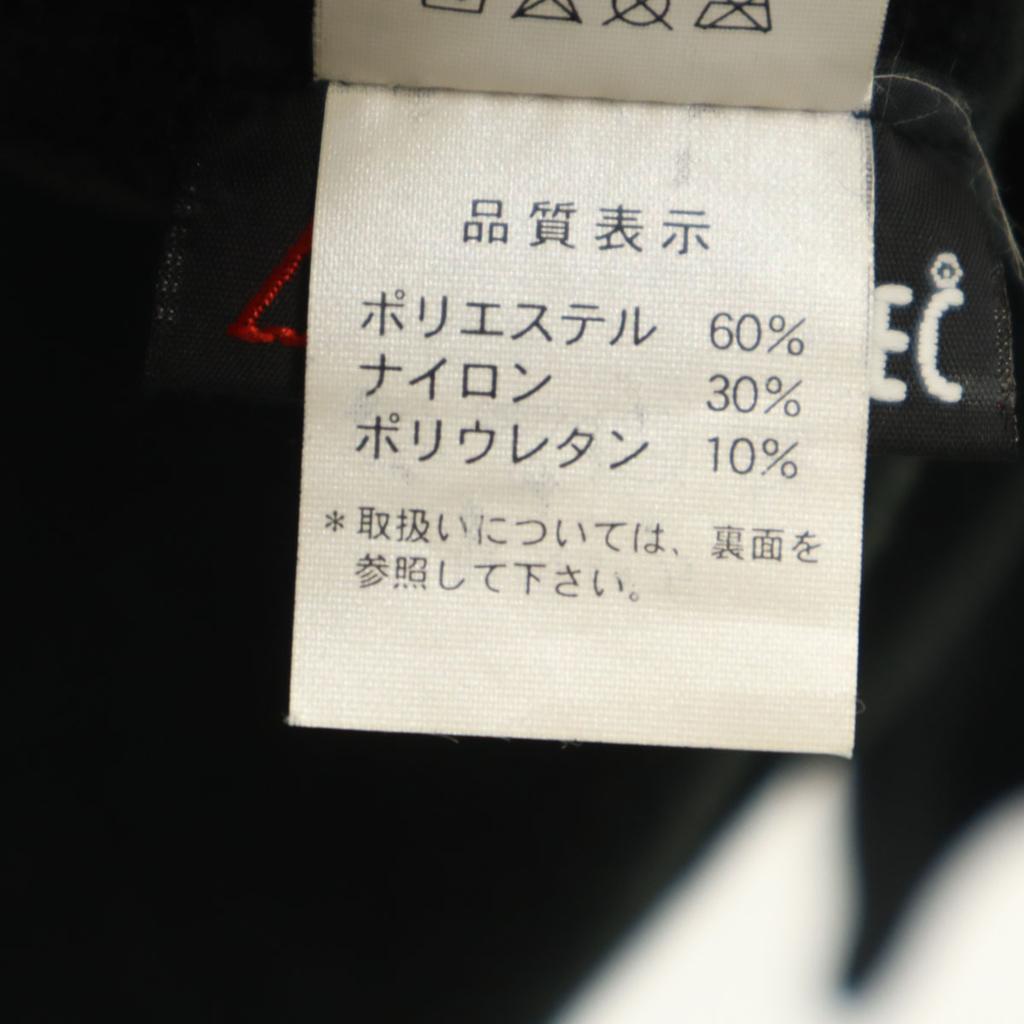 品質表示
ポリエステル 60%
ナイロン 30%
ポリウレタン 10%
*取扱いについては、裏面を
参照して下さい。
EC